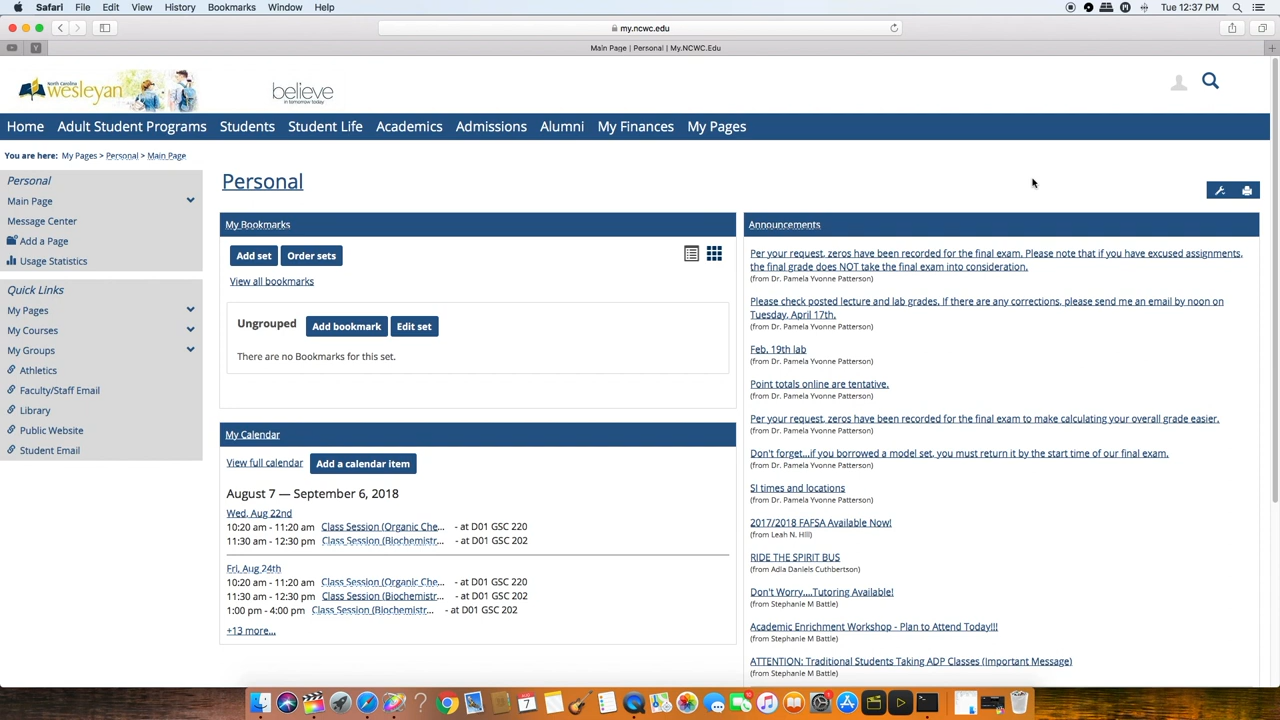 Safari File Edit View History Bookmarks Window Help
Tue 12:37 PM
my.ncwc.edu
Main Page | Personal | My.NCWC.Edu
North Carolina
wesleyan
believe
in tomorrow today
Home Adult Student Programs Students Student Life Academics Admissions Alumni My Finances My Pages
You are here: My Pages > Personal > Main Page
Personal
Main Page
Message Center
Add a Page
Usage Statistics
Quick Links
My Pages
My Courses
My Groups
Athletics
Faculty/Staff Email
Library
Public Website
Student Email
Personal
My Bookmarks
Add set Order sets
View all bookmarks
Ungrouped Add bookmark Edit set
There are no Bookmarks for this set.
My Calendar
View full calendar Add a calendar item
August 7 — September 6, 2018
Wed, Aug 22nd
10:20 am - 11:20 am Class Session (Organic Che... - at D01 GSC 220
11:30 am - 12:30 pm Class Session (Biochemistr... - at D01 GSC 202
Fri, Aug 24th
10:20 am - 11:20 am Class Session (Organic Che... - at D01 GSC 220
11:30 am - 12:30 pm Class Session (Biochemistr... - at D01 GSC 202
1:00 pm - 4:00 pm Class Session (Biochemistr... - at D01 GSC 202
+13 more...
Announcements
Per your request, zeros have been recorded for the final exam. Please note that if you have excused assignments,
the final grade does NOT take the final exam into consideration.
(from Dr. Pamela Yvonne Patterson)
Please check posted lecture and lab grades. If there are any corrections, please send me an email by noon on
Tuesday, April 17th.
(from Dr. Pamela Yvonne Patterson)
Feb. 19th lab
(from Dr. Pamela Yvonne Patterson)
Point totals online are tentative.
(from Dr. Pamela Yvonne Patterson)
Per your request, zeros have been recorded for the final exam to make calculating your overall grade easier.
(from Dr. Pamela Yvonne Patterson)
Don't forget...if you borrowed a model set, you must return it by the start time of our final exam.
(from Dr. Pamela Yvonne Patterson)
SI times and locations
(from Dr. Pamela Yvonne Patterson)
2017/2018 FAFSA Available Now!
(from Leah N. Hill)
RIDE THE SPIRIT BUS
(from Adla Daniels Cuthbertson)
Don't Worry....Tutoring Available!
(from Stephanie M Battle)
Academic Enrichment Workshop - Plan to Attend Today!!!
(from Stephanie M Battle)
ATTENTION: Traditional Students Taking ADP Classes (Important Message)
(from Stephanie M Battle)